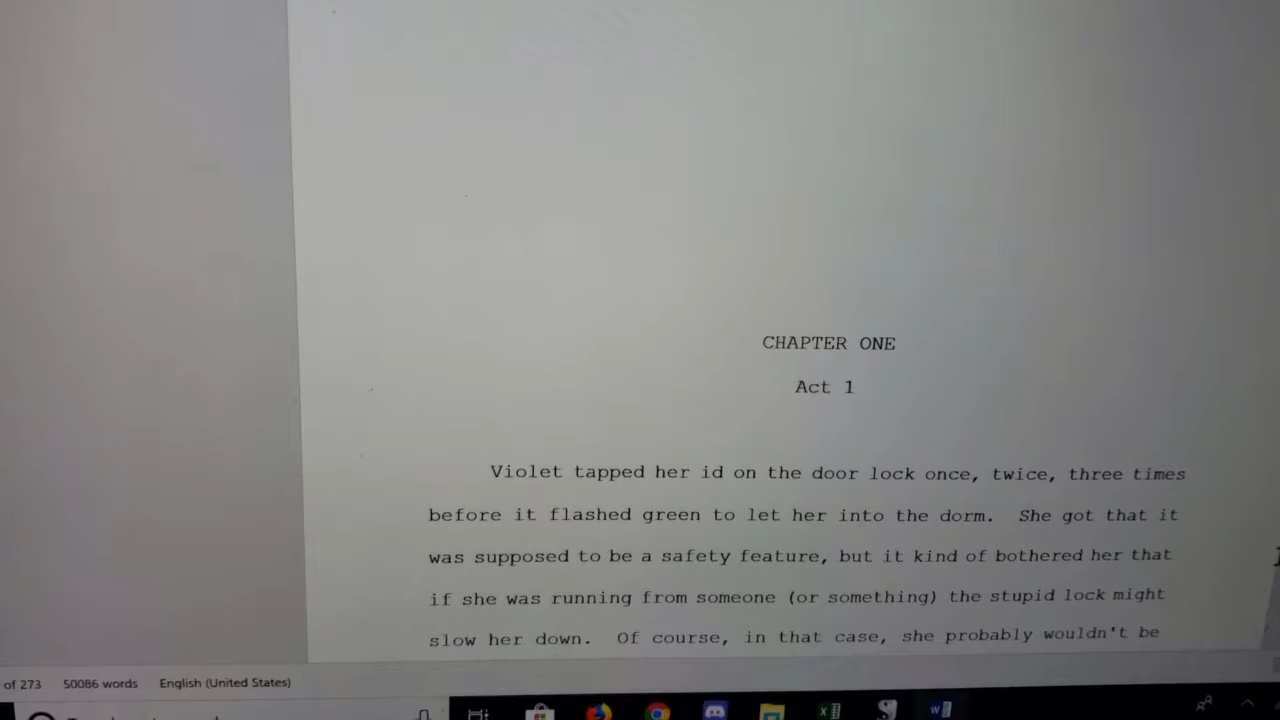 CHAPTER ONE
Act 1
Violet tapped her id on the door lock once, twice, three times
before it flashed green to let her into the dorm.  She got that it
was supposed to be a safety feature, but it kind of bothered her that
if she was running from someone (or something) the stupid lock might
slow her down.  Of course, in that case, she probably wouldn't be
of 273 50086 words English (United States)